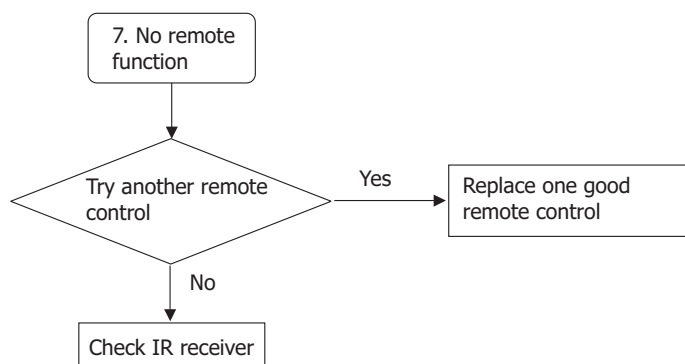 7. No remote
function
Try another remote
control
Yes
Replace one good
remote control
No
Check IR receiver